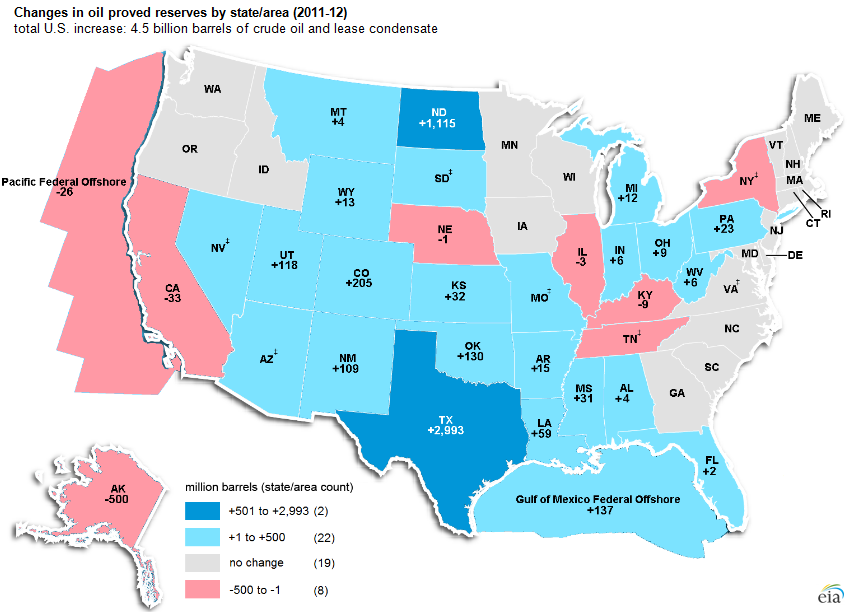 Changes in oil proved reserves by state/area (2011-12)
total U.S. increase: 4.5 billion barrels of crude oil and lease condensate
WA
MT
+4
ND
+1,115
MN
ME
VT
NH
MA
RI
CT
OR
ID
WI
MI
+12
NY‡
Pacific Federal Offshore
-26
WY
+13
SD‡
IA
PA
+23
NJ
NE
-1
NV‡
UT
+118
CO
+205
KS
+32
MO‡
IL
-3
IN
+6
OH
+9
WV
+6
MD
DE
VA‡
CA
-33
KY
-9
TN‡
NC
SC
GA
AZ‡
NM
+109
OK
+130
AR
+15
MS
+31
AL
+4
TX
+2,993
LA
+59
FL
+2
Gulf of Mexico Federal Offshore
+137
AK
-500
million barrels (state/area count)
+501 to +2,993 (2)
+1 to +500 (22)
no change (19)
-500 to -1 (8)
eia